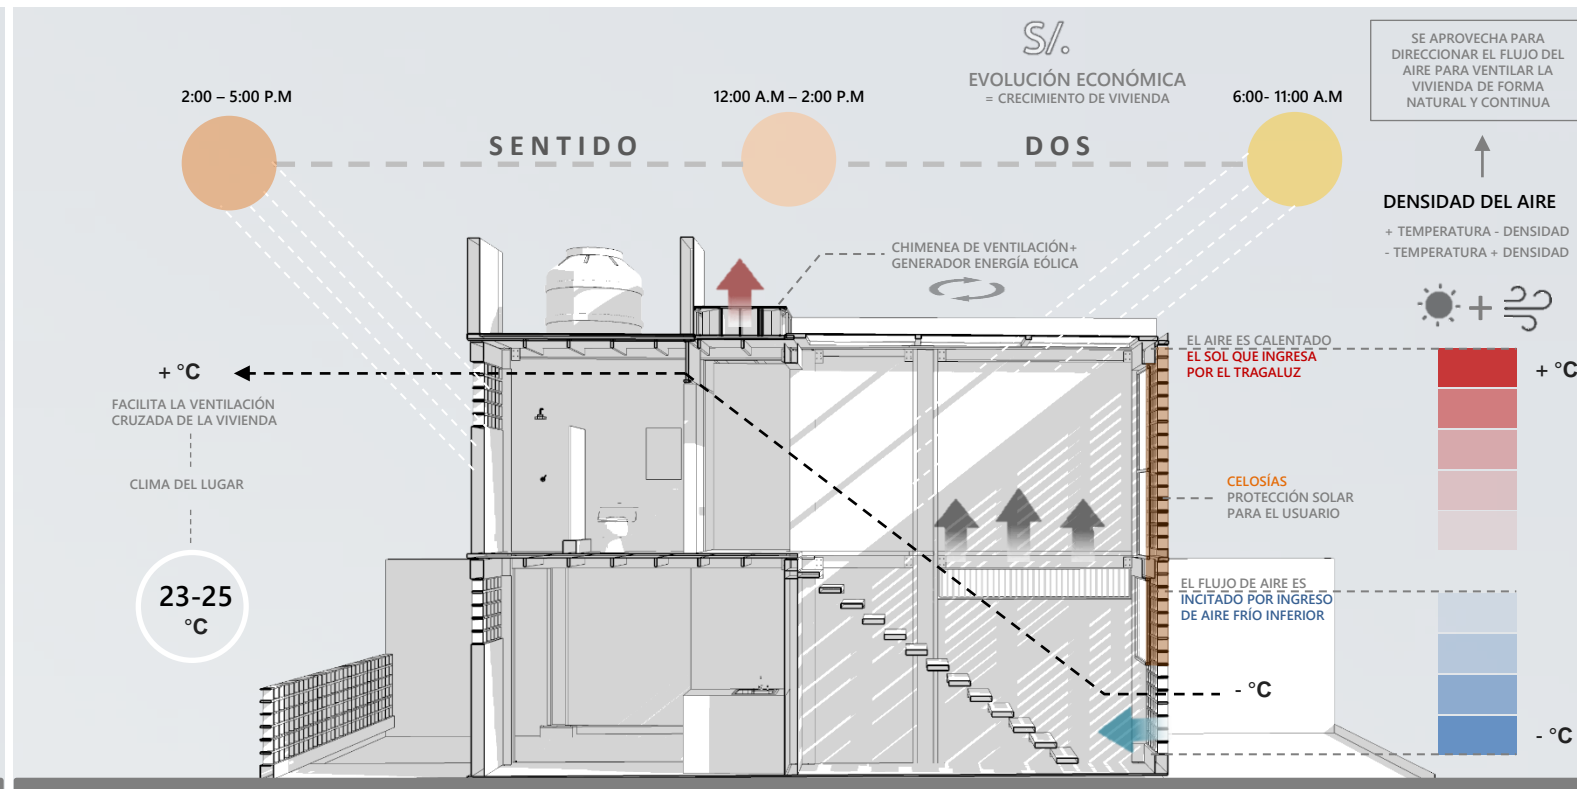 S/.
EVOLUCIÓN ECONÓMICA
= CRECIMIENTO DE VIVIENDA
SE APROVECHA PARA
DIRECCIONAR EL FLUJO DEL
AIRE PARA VENTILAR LA
VIVIENDA DE FORMA
NATURAL Y CONTINUA
2:00 – 5:00 P.M
12:00 A.M – 2:00 P.M
6:00- 11:00 A.M
SENTIDO
DOS
DENSIDAD DEL AIRE
+ TEMPERATURA - DENSIDAD
- TEMPERATURA + DENSIDAD
CHIMENEA DE VENTILACIÓN+
GENERADOR ENERGÍA EÓLICA
+
EL AIRE ES CALENTADO
EL SOL QUE INGRESA
POR EL TRAGALUZ
+ °C
+ °C
FACILITA LA VENTILACIÓN
CRUZADA DE LA VIVIENDA
CLIMA DEL LUGAR
CELOSÍAS
PROTECCIÓN SOLAR
PARA EL USUARIO
23-25
°C
EL FLUJO DE AIRE ES
INCITADO POR INGRESO
DE AIRE FRÍO INFERIOR
- °C
- °C